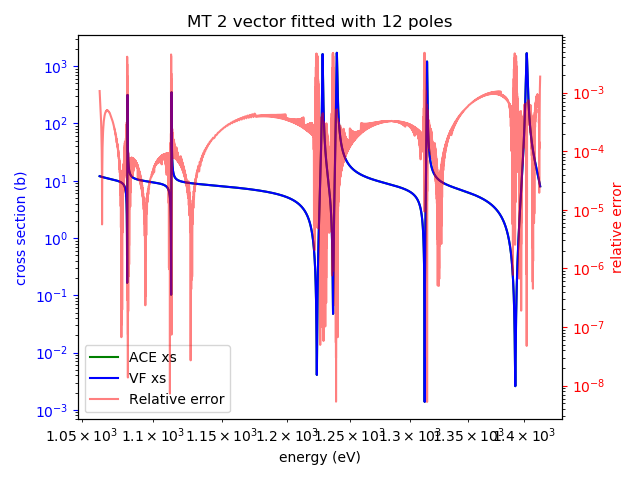 MT 2 vector fitted with 12 poles
10³
10²
10¹
10⁰
10⁻¹
10⁻²
10⁻³
cross section (b)
10⁻³
10⁻⁴
10⁻⁵
10⁻⁶
10⁻⁷
10⁻⁸
relative error
ACE xs
VF xs
Relative error
1.05×10³ 1.1×10³ 1.15×10³ 1.2×10³ 1.25×10³ 1.3×10³ 1.35×10³ 1.4×10³
energy (eV)